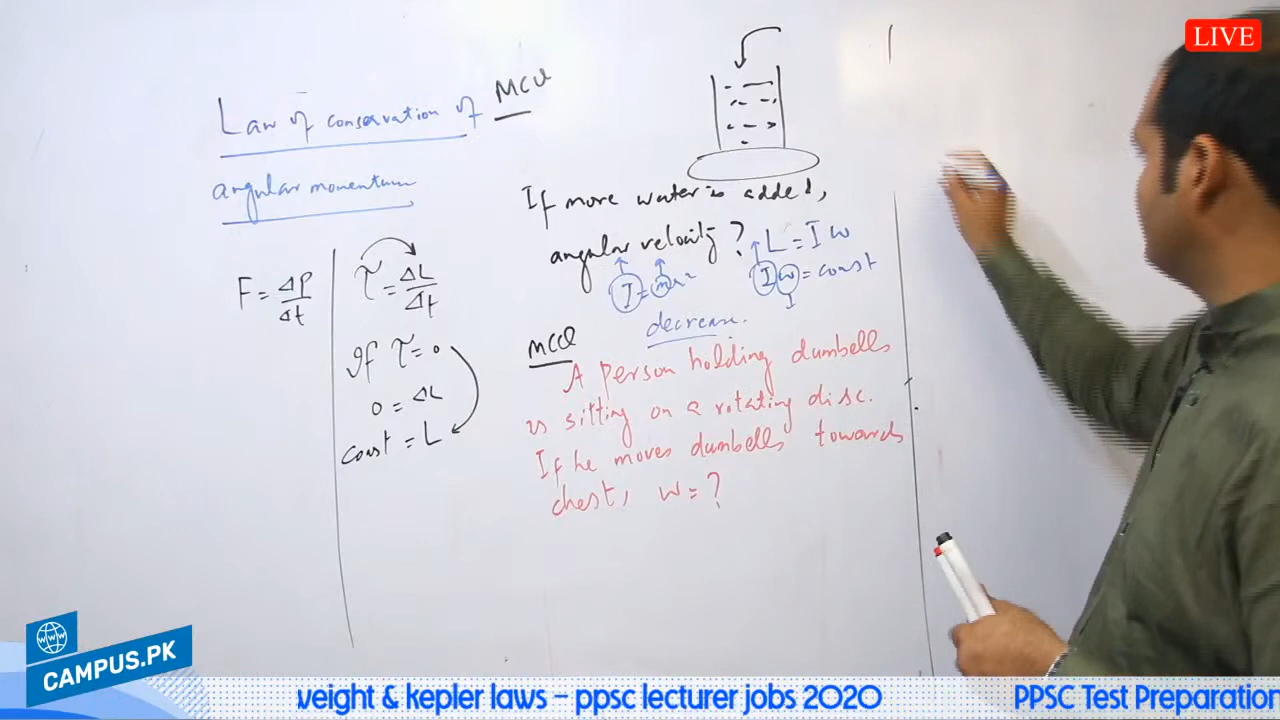 LIVE
Law of conservation of
angular momentum
F = ΔP/Δt
τ = ΔL/Δt
If τ = 0
0 = ΔL
const = L
MCQ
If more water is added,
angular velocity?
L = Iω
I = mr²
Iω = const
decrease.
MCQ
A person holding dumbells
is sitting on a rotating disc.
If he moves dumbells towards
chest, w = ?
www
CAMPUS.PK
veight & kepler laws – ppsc lecturer jobs 2020
PPSC Test Preparation